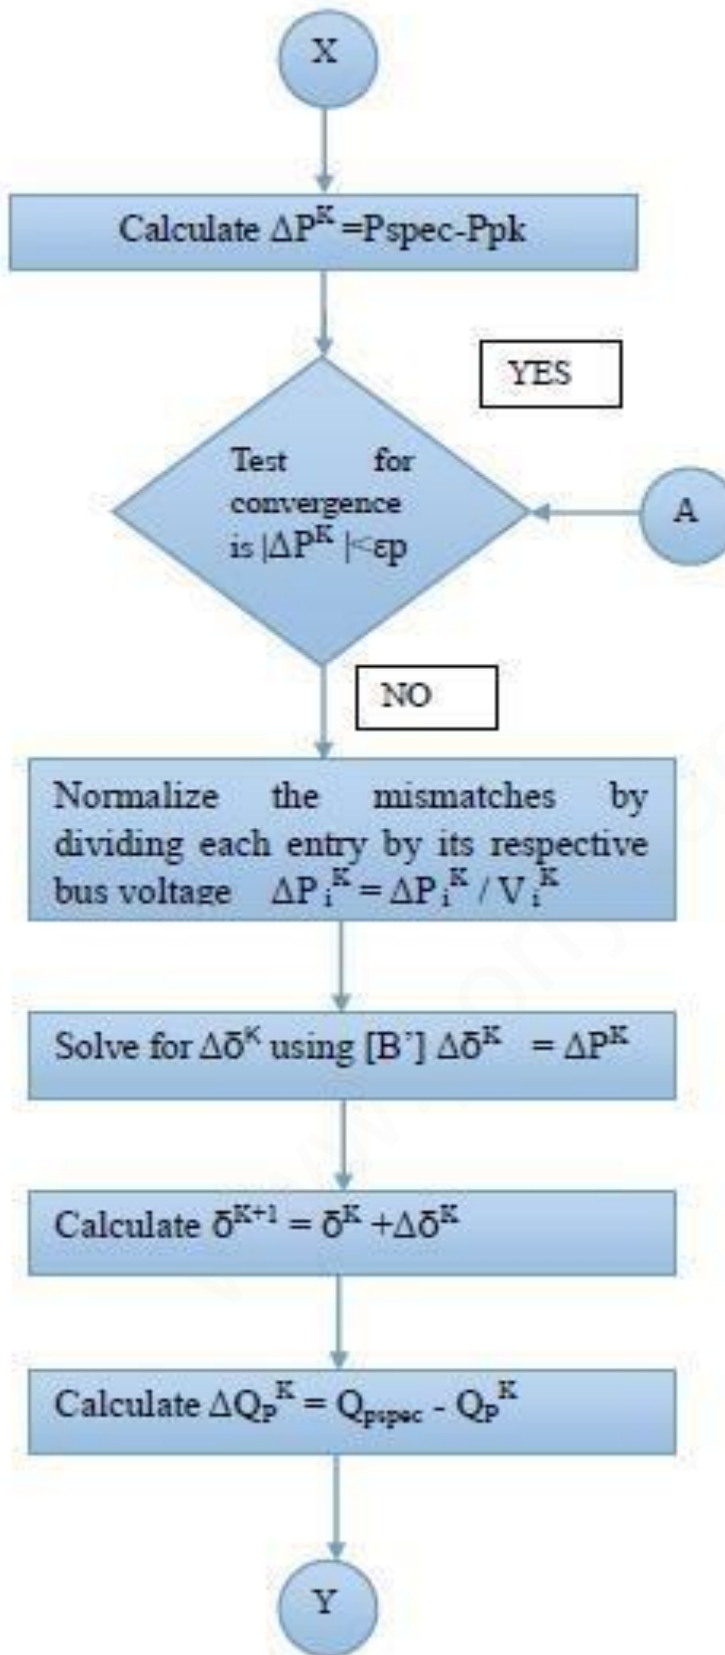 X
Calculate ΔP^K =Pspec-Ppk
YES
Test for
convergence
is |ΔP^K |<εp
A
NO
Normalize the mismatches by
dividing each entry by its respective
bus voltage ΔP_i^K = ΔP_i^K / V_i^K
Solve for Δδ^K using [B’] Δδ^K = ΔP^K
Calculate δ^K+1 = δ^K +Δδ^K
Calculate ΔQ_P^K = Q_pspec - Q_P^K
Y